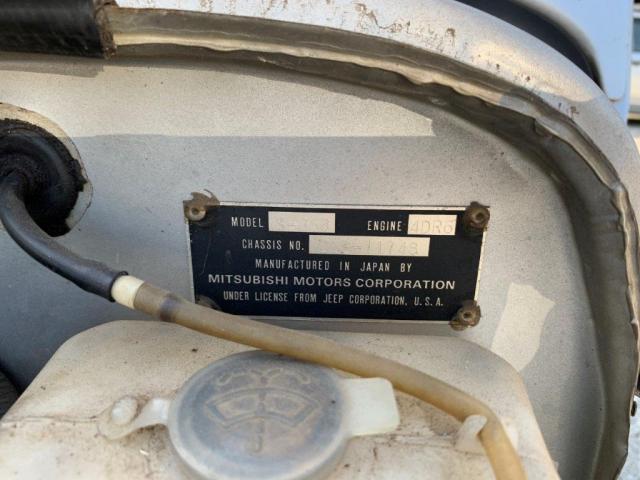 MODEL ENGINE 4DR6
CHASSIS NO.
MANUFACTURED IN JAPAN BY
MITSUBISHI MOTORS CORPORATION
UNDER LICENSE FROM JEEP CORPORATION, U.S.A.